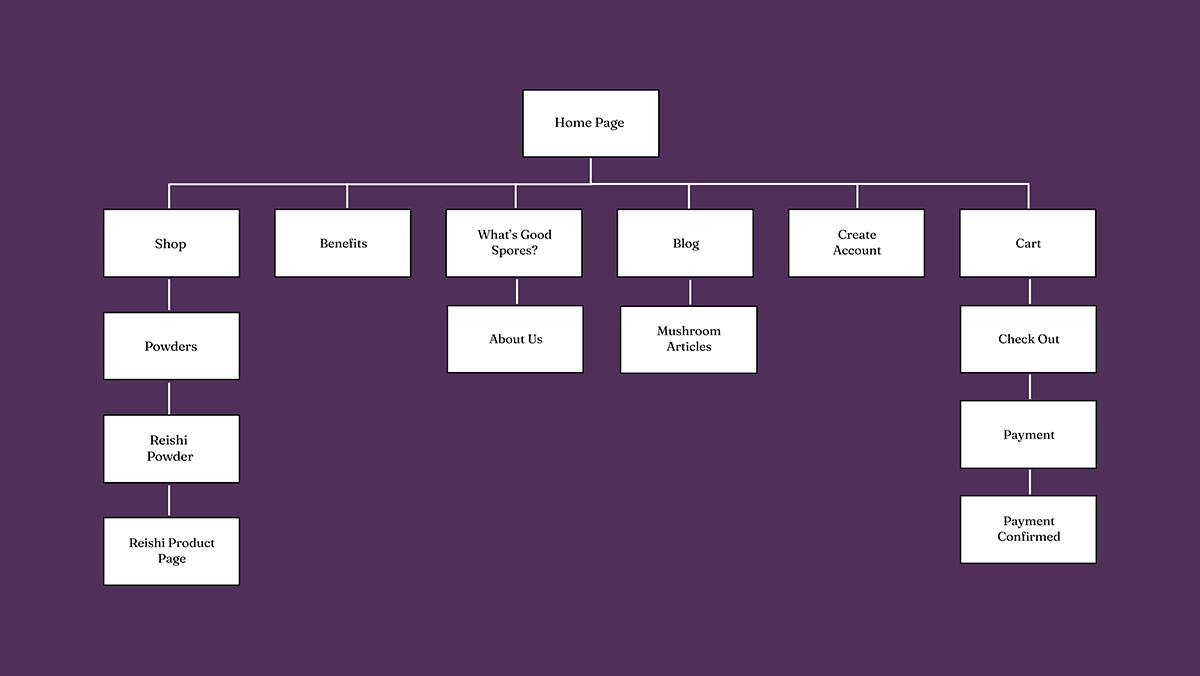 Home Page
Shop
Benefits
What's Good
Spores?
Blog
Create
Account
Cart
Powders
About Us
Mushroom
Articles
Check Out
Reishi
Powder
Payment
Reishi Product
Page
Payment
Confirmed